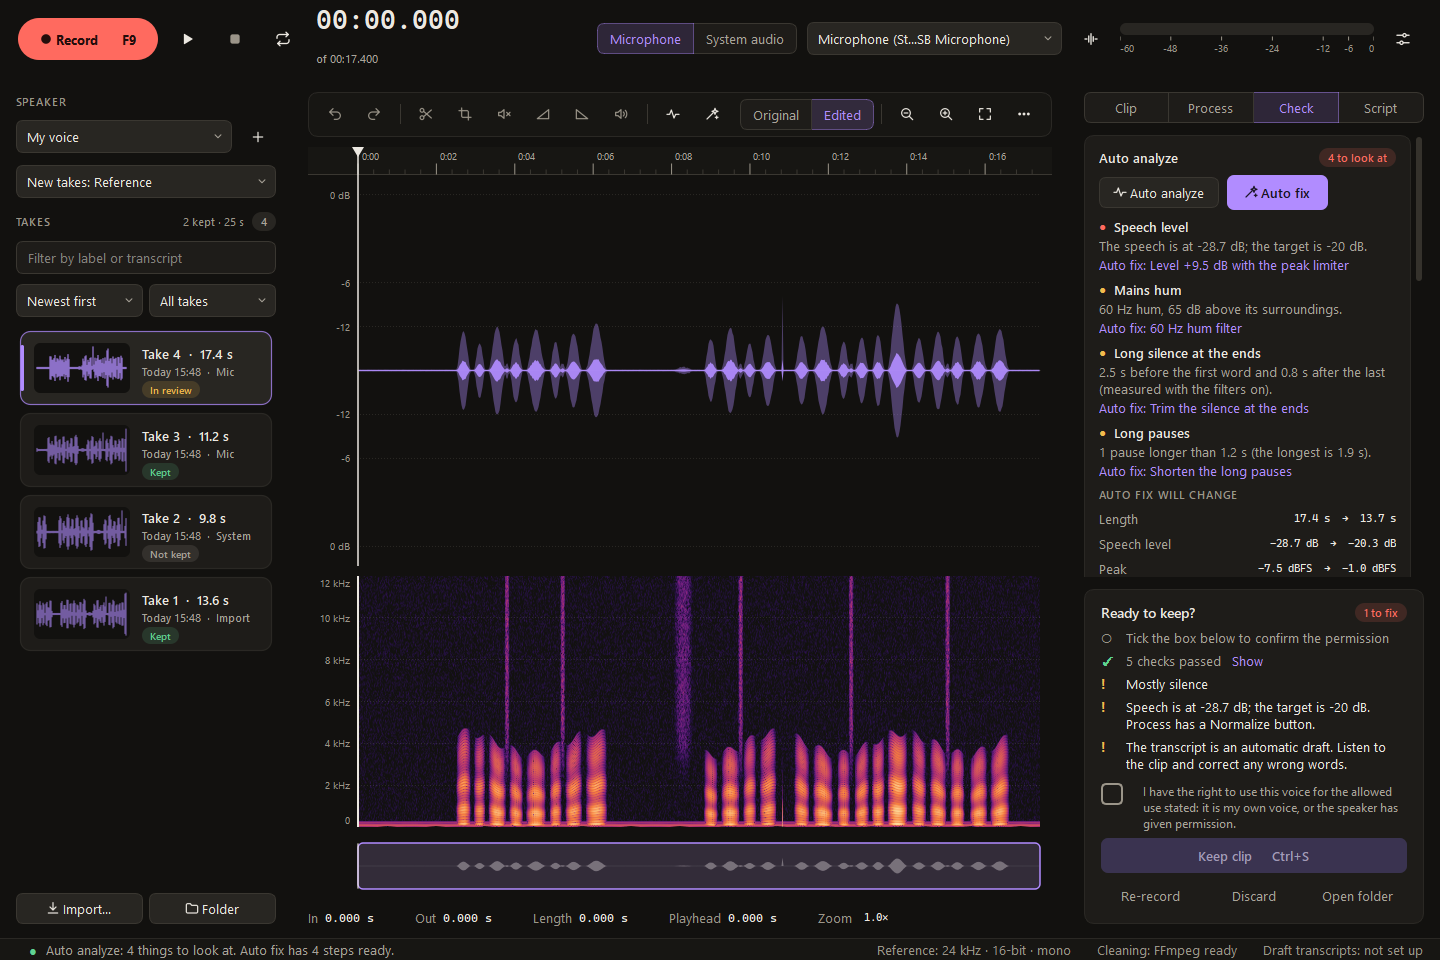 Record F9
00:00.000
of 00:17.400
Microphone
System audio
Microphone (St...SB Microphone)
-60 -48 -36 -24 -12 -6 0
SPEAKER
My voice
New takes: Reference
TAKES 2 kept · 25 s 4
Filter by label or transcript
Newest first
All takes
Take 4 · 17.4 s
Today 15:48 · Mic
In review
Take 3 · 11.2 s
Today 15:48 · Mic
Kept
Take 2 · 9.8 s
Today 15:48 · System
Not kept
Take 1 · 13.6 s
Today 15:48 · Import
Kept
Import...
Folder
Original
Edited
0:00 0:02 0:04 0:06 0:08 0:10 0:12 0:14 0:16
0 dB
-6
-12
-12
-6
0 dB
12 kHz
10 kHz
8 kHz
6 kHz
4 kHz
2 kHz
0
In 0.000 s Out 0.000 s Length 0.000 s Playhead 0.000 s Zoom 1.0×
Clip
Process
Check
Script
Auto analyze
4 to look at
Auto analyze
Auto fix
Speech level
The speech is at -28.7 dB; the target is -20 dB.
Auto fix: Level +9.5 dB with the peak limiter
Mains hum
60 Hz hum, 65 dB above its surroundings.
Auto fix: 60 Hz hum filter
Long silence at the ends
2.5 s before the first word and 0.8 s after the last
(measured with the filters on).
Auto fix: Trim the silence at the ends
Long pauses
1 pause longer than 1.2 s (the longest is 1.9 s).
Auto fix: Shorten the long pauses
AUTO FIX WILL CHANGE
Length 17.4 s → 13.7 s
Speech level −28.7 dB → −20.3 dB
Peak −7.5 dBFS → −1.0 dBFS
Ready to keep?
1 to fix
Tick the box below to confirm the permission
5 checks passed Show
! Mostly silence
! Speech is at -28.7 dB; the target is -20 dB.
Process has a Normalize button.
! The transcript is an automatic draft. Listen to
the clip and correct any wrong words.
I have the right to use this voice for the allowed
use stated: it is my own voice, or the speaker has
given permission.
Keep clip Ctrl+S
Re-record
Discard
Open folder
Auto analyze: 4 things to look at. Auto fix has 4 steps ready.
Reference: 24 kHz · 16-bit · mono
Cleaning: FFmpeg ready
Draft transcripts: not set up